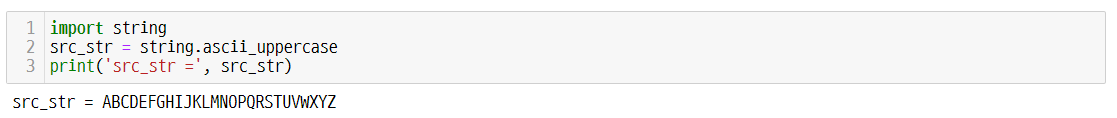 1 import string
2 src_str = string.ascii_uppercase
3 print('src_str =', src_str)
src_str = ABCDEFGHIJKLMNOPQRSTUVWXYZ